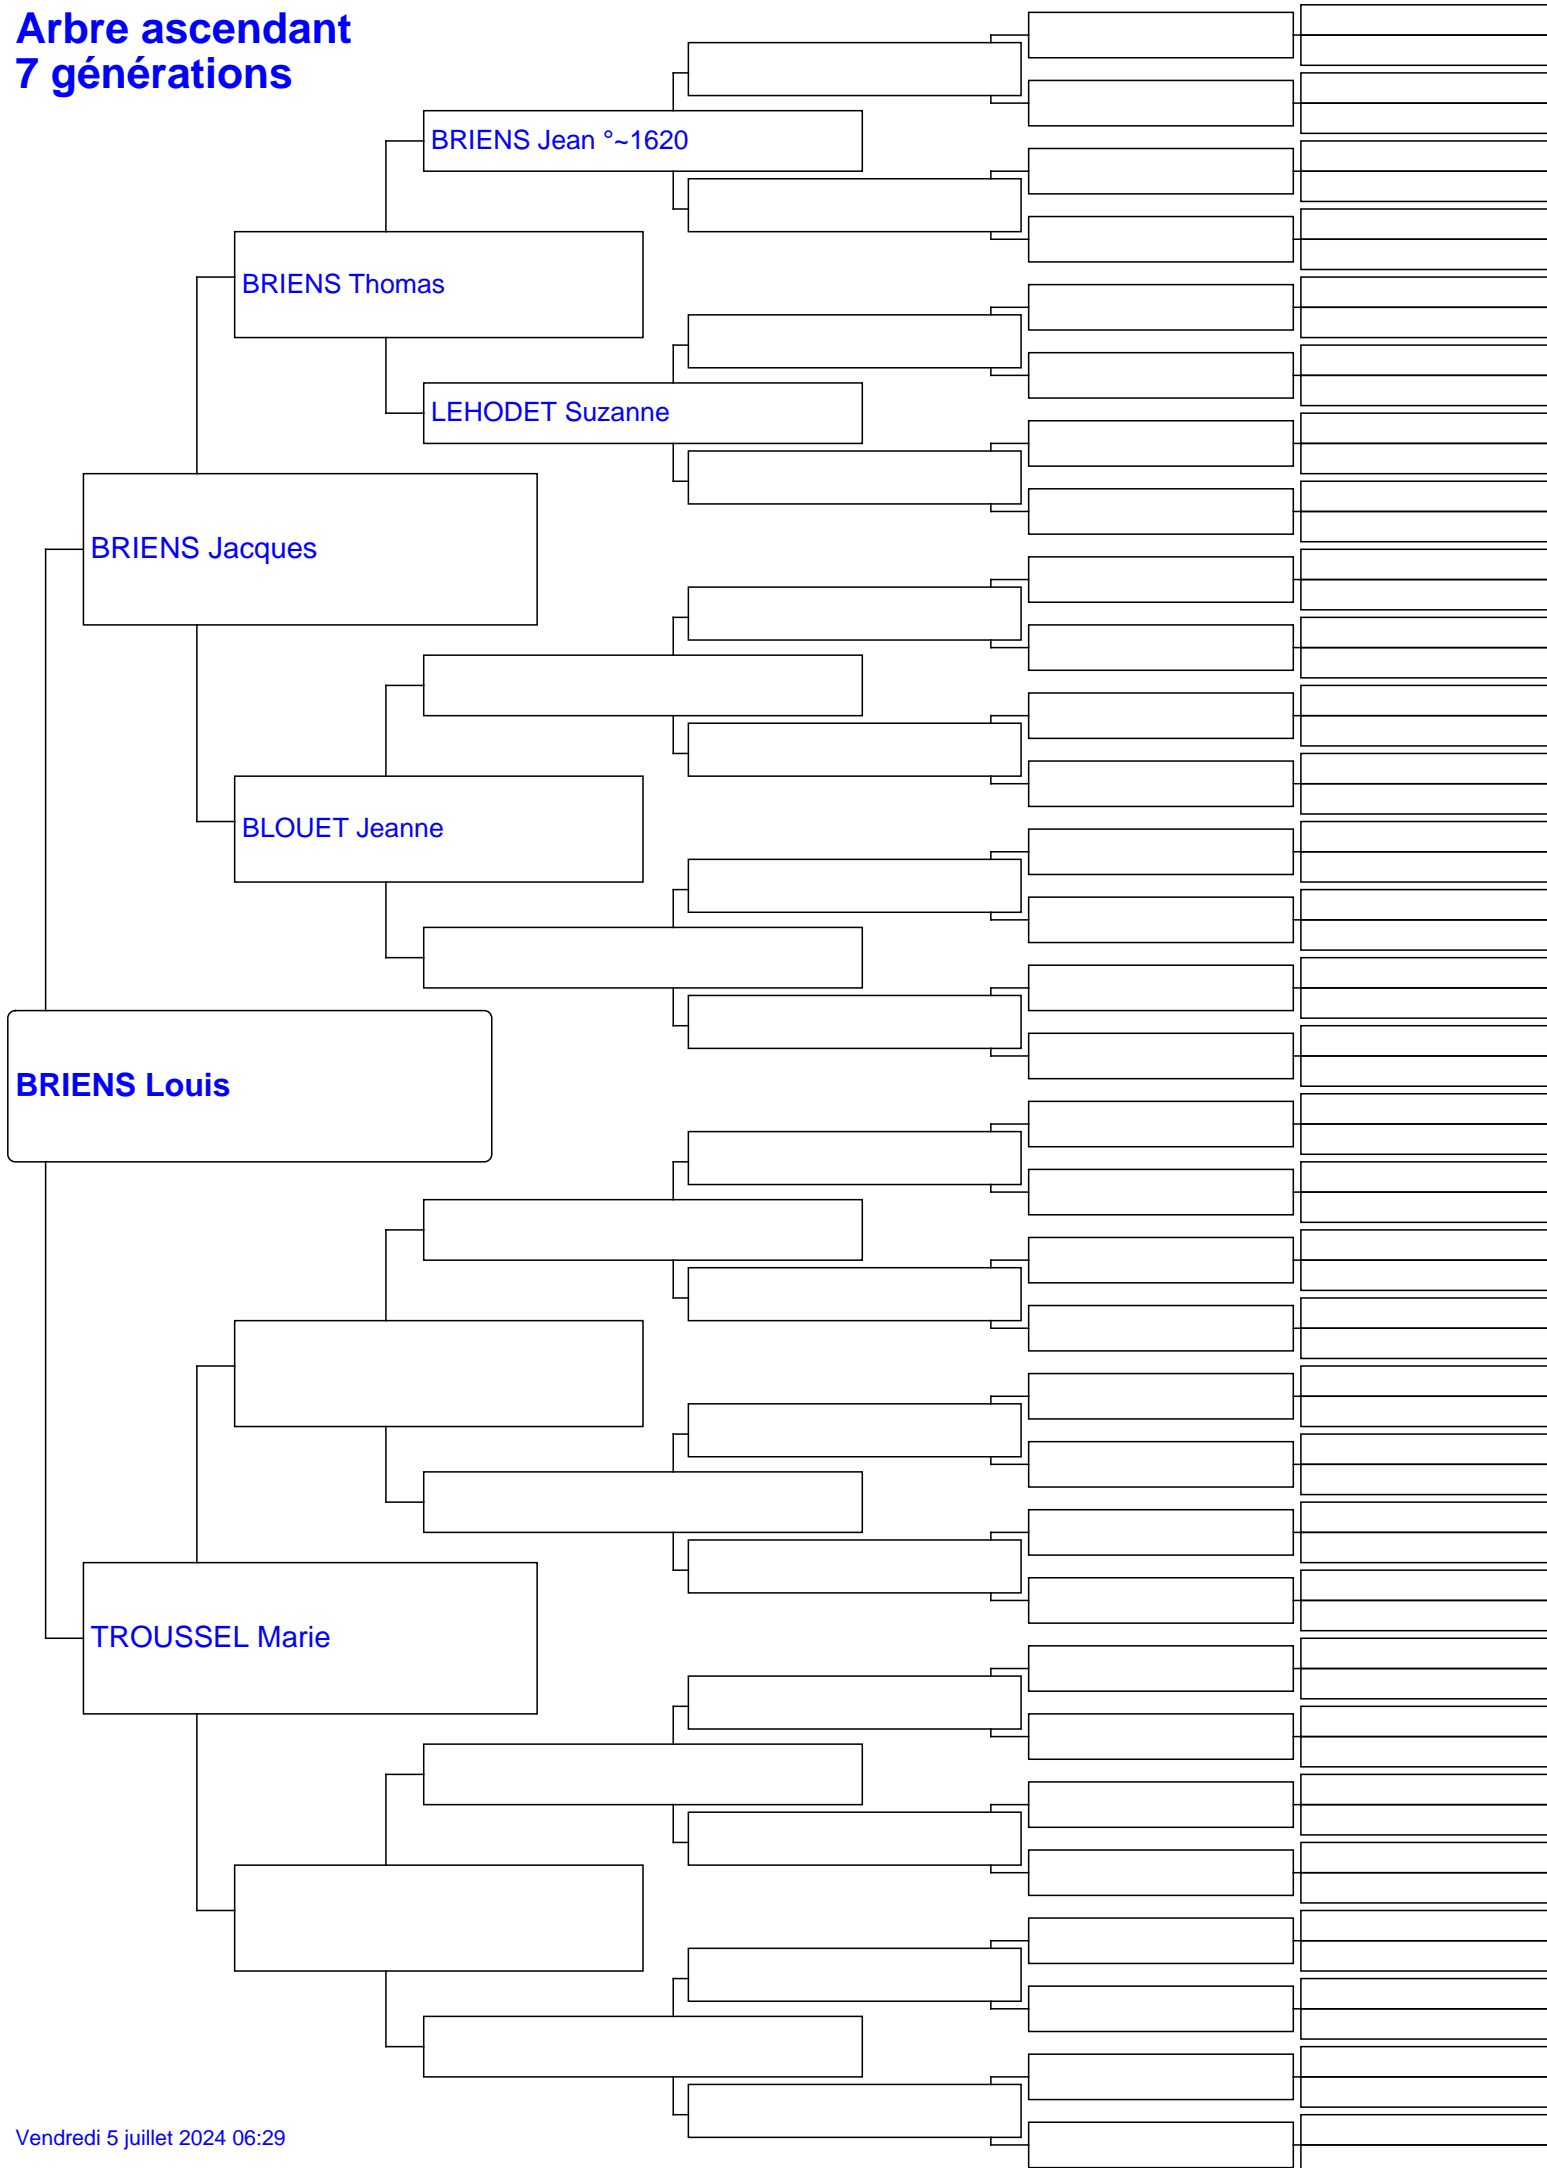 Arbre ascendant
7 générations
BRIENS Jean °~1620
BRIENS Thomas
LEHODET Suzanne
BRIENS Jacques
BLOUET Jeanne
BRIENS Louis
TROUSSEL Marie
Vendredi 5 juillet 2024 06:29